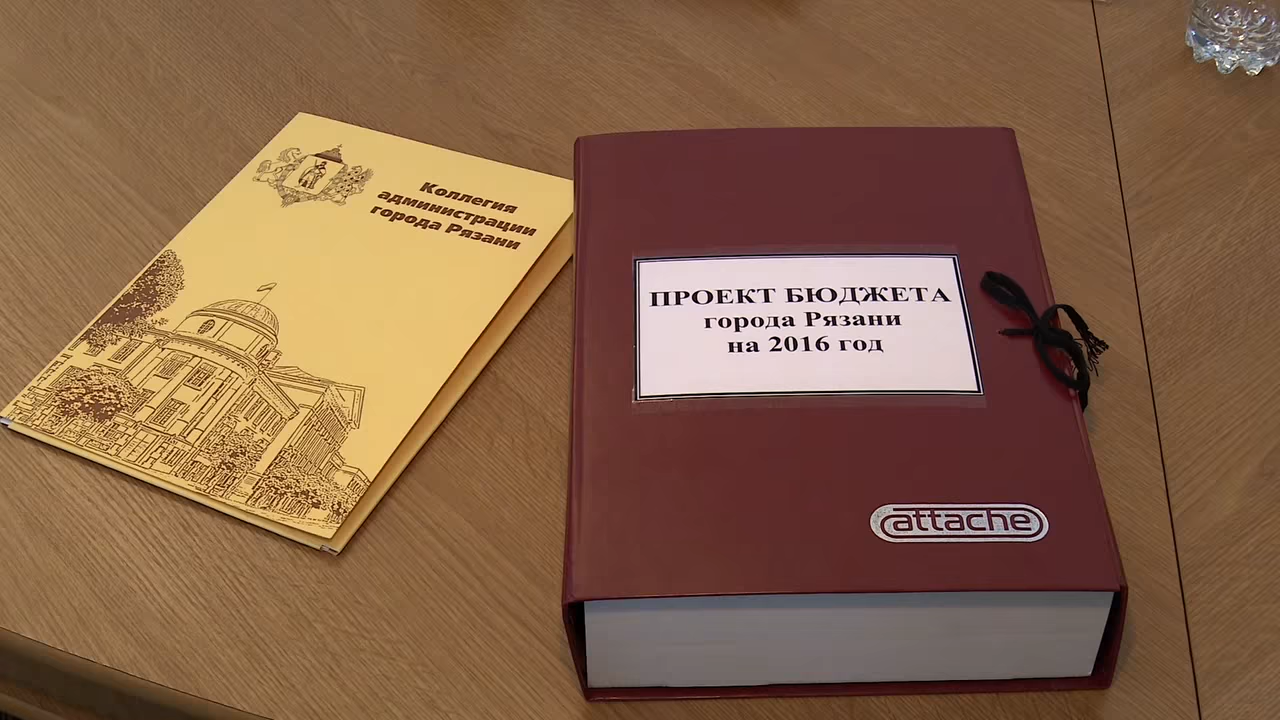 Коллегия
администрации
города Рязани
ПРОЕКТ БЮДЖЕТА
города Рязани
на 2016 год
attache